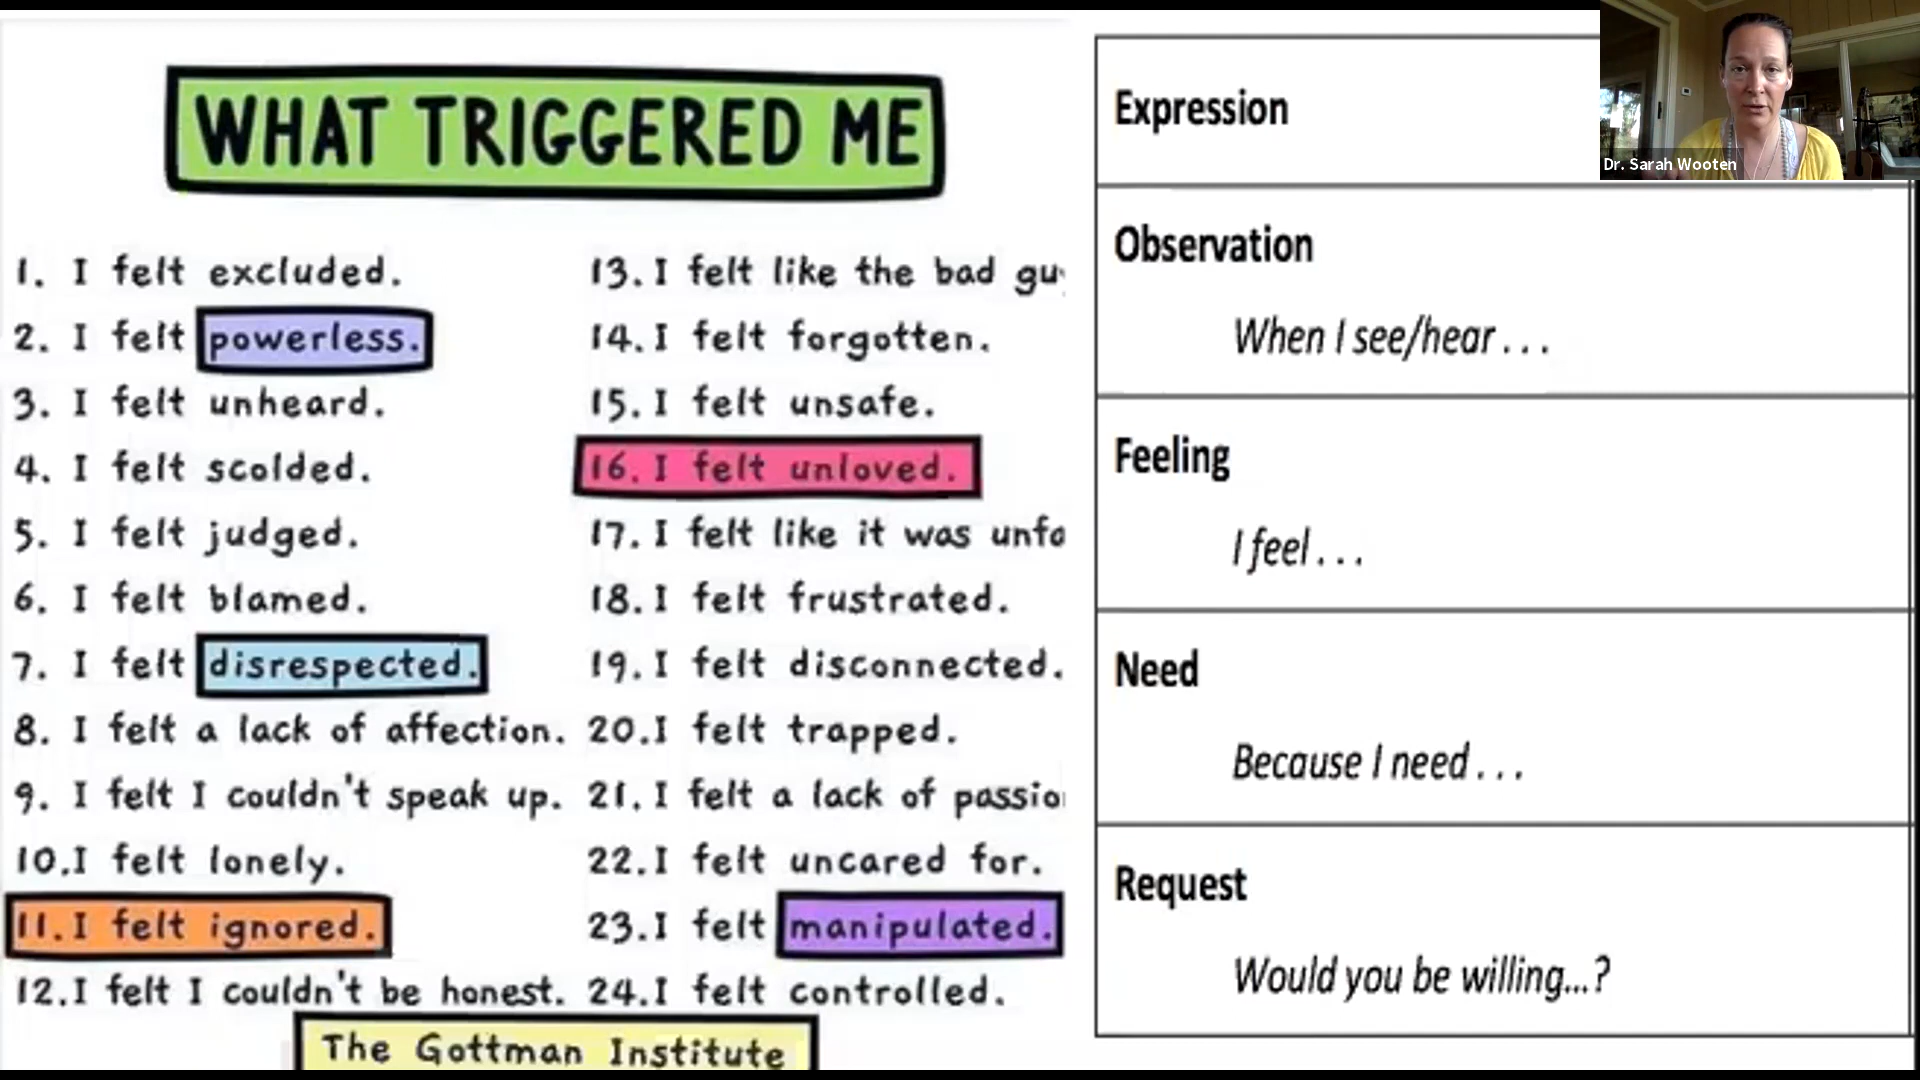 WHAT TRIGGERED ME
1. I felt excluded.
2. I felt powerless.
3. I felt unheard.
4. I felt scolded.
5. I felt judged.
6. I felt blamed.
7. I felt disrespected.
8. I felt a lack of affection.
9. I felt I couldn't speak up.
10. I felt lonely.
11. I felt ignored.
12. I felt I couldn't be honest.
13. I felt like the bad
14. I felt forgotten.
15. I felt unsafe.
16. I felt unloved.
17. I felt like it was
18. I felt frustrated.
19. I felt disconnected.
20. I felt trapped.
21. I felt a lack of
22. I felt uncared for.
23. I felt manipulated.
24. I felt controlled.
The Gottman Institute
Expression
Observation
When I see/hear . . .
Feeling
I feel . . .
Need
Because I need . . .
Request
Would you be willing...?
Dr. Sarah Wooten